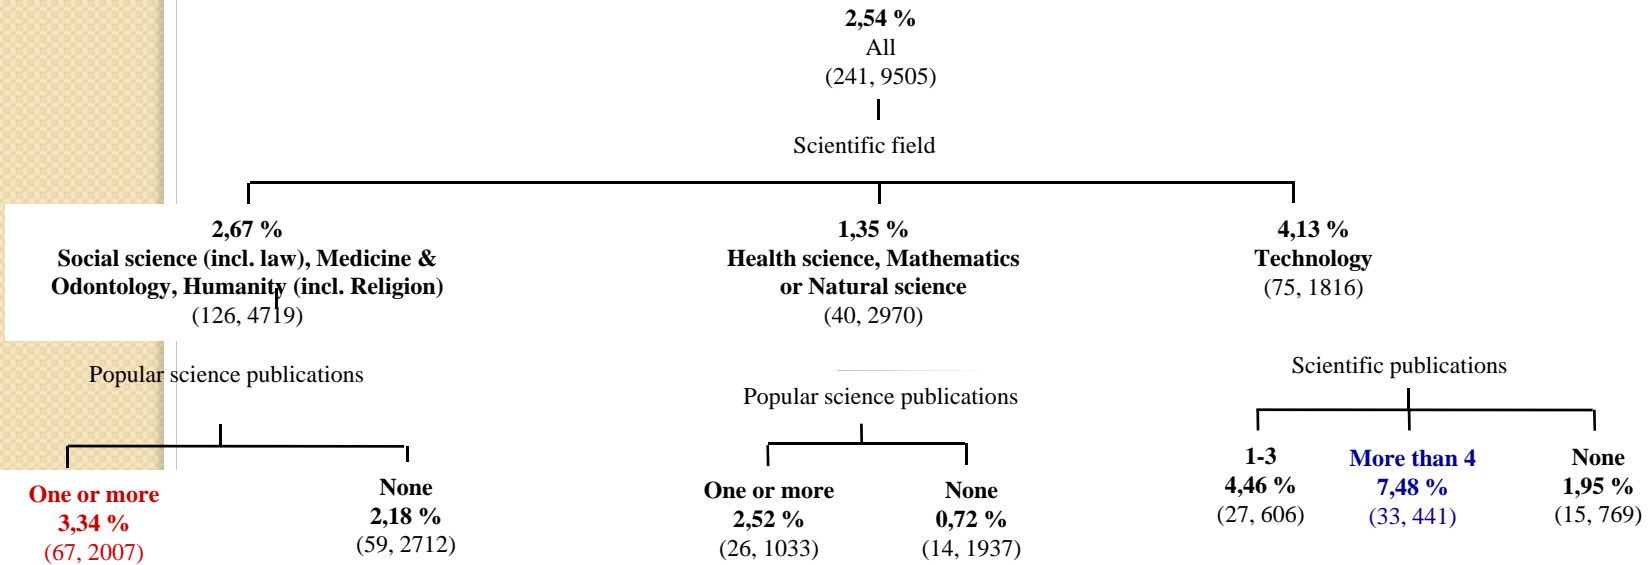 2,54 %
All
(241, 9505)
Scientific field
2,67 %
Social science (incl. law), Medicine &
Odontology, Humanity (incl. Religion)
(126, 4719)
1,35 %
Health science, Mathematics
or Natural science
(40, 2970)
4,13 %
Technology
(75, 1816)
Popular science publications
One or more
3,34 %
(67, 2007)
None
2,18 %
(59, 2712)
Popular science publications
One or more
2,52 %
(26, 1033)
None
0,72 %
(14, 1937)
Scientific publications
1-3
4,46 %
(27, 606)
More than 4
7,48 %
(33, 441)
None
1,95 %
(15, 769)